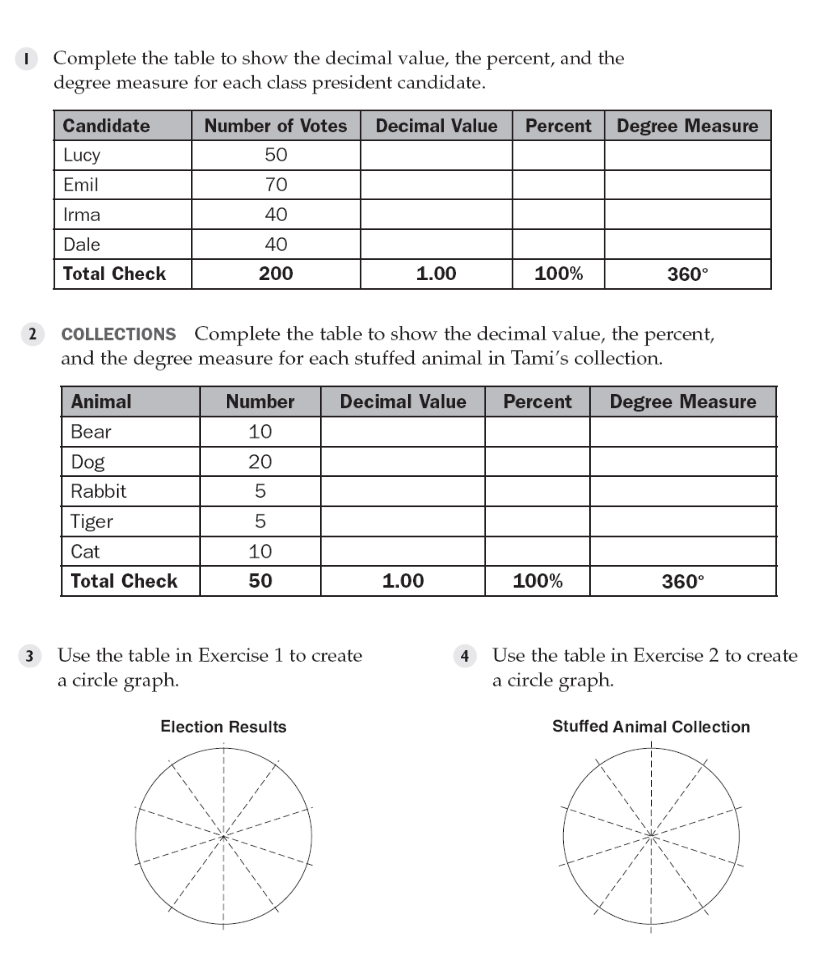 1 Complete the table to show the decimal value, the percent, and the
degree measure for each class president candidate.
Candidate Number of Votes Decimal Value Percent Degree Measure
Lucy 50
Emil 70
Irma 40
Dale 40
Total Check 200 1.00 100% 360°
2 COLLECTIONS Complete the table to show the decimal value, the percent,
and the degree measure for each stuffed animal in Tami's collection.
Animal Number Decimal Value Percent Degree Measure
Bear 10
Dog 20
Rabbit 5
Tiger 5
Cat 10
Total Check 50 1.00 100% 360°
3 Use the table in Exercise 1 to create
a circle graph.
Election Results
4 Use the table in Exercise 2 to create
a circle graph.
Stuffed Animal Collection